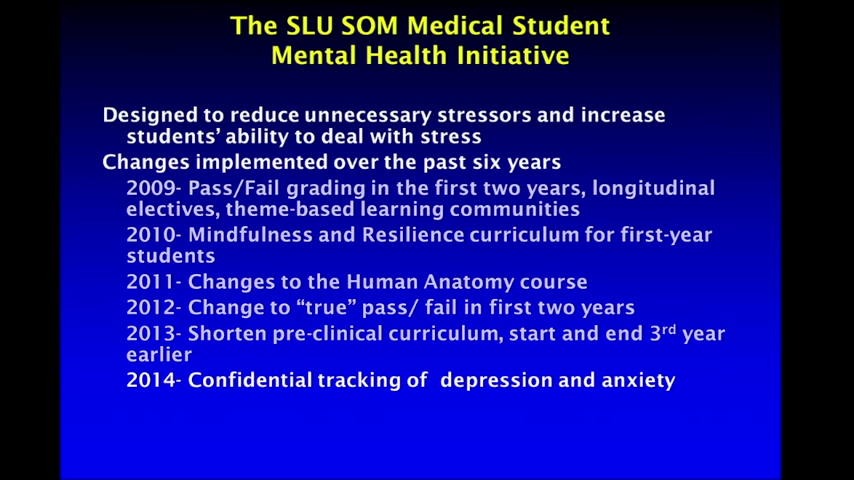 The SLU SOM Medical Student
Mental Health Initiative
Designed to reduce unnecessary stressors and increase
students’ ability to deal with stress
Changes implemented over the past six years
2009- Pass/Fail grading in the first two years, longitudinal
electives, theme-based learning communities
2010- Mindfulness and Resilience curriculum for first-year
students
2011- Changes to the Human Anatomy course
2012- Change to “true” pass/ fail in first two years
2013- Shorten pre-clinical curriculum, start and end 3rd year
earlier
2014- Confidential tracking of depression and anxiety